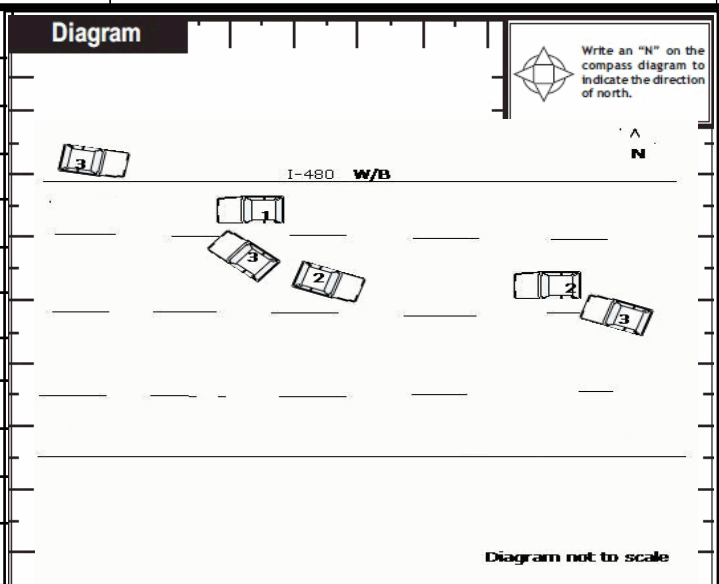 Diagram
Write an “N” on the
compass diagram to
indicate the direction
of north.
^
N
3
I-480 W/B
1
3
2
2
3
Diagram not to scale